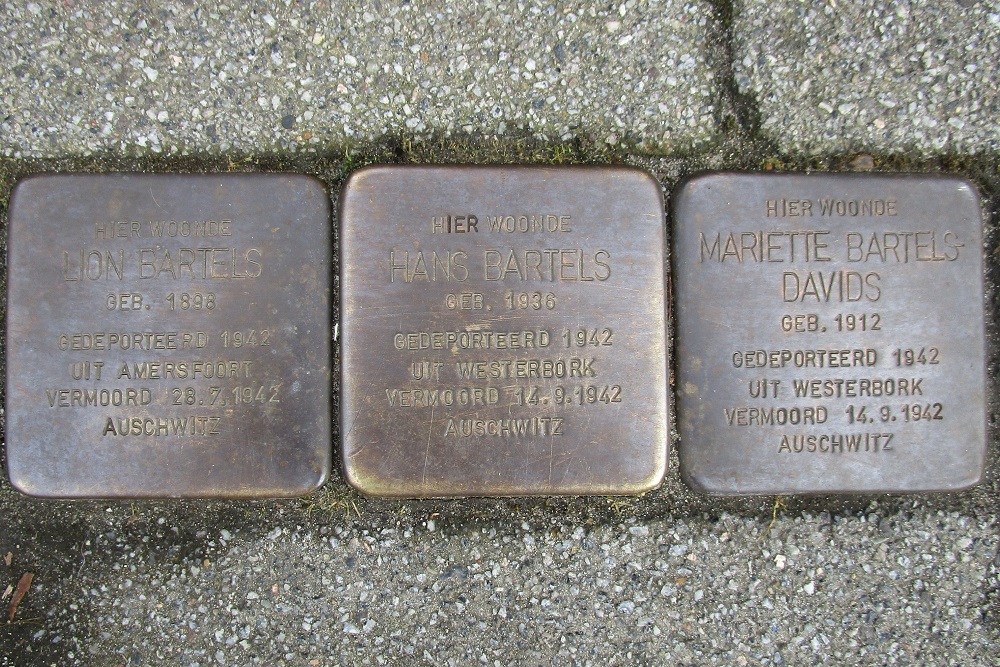 HIER WOONDE
LION BARTELS
GEB. 1898
GEDEPORTEERD 1942
UIT AMERSFOORT
VERMOORD 28.7.1942
AUSCHWITZ
HIER WOONDE
HANS BARTELS
GEB. 1936
GEDEPORTEERD 1942
UIT WESTERBORK
VERMOORD 14.9.1942
AUSCHWITZ
HIER WOONDE
MARIETTE BARTELS-
DAVIDS
GEB. 1912
GEDEPORTEERD 1942
UIT WESTERBORK
VERMOORD 14.9.1942
AUSCHWITZ